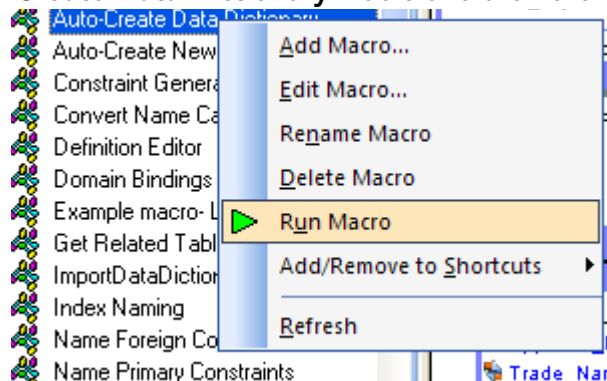 Auto-Create Data Dictionary
Auto-Create New
Constraint Genera
Convert Name Ca
Definition Editor
Domain Bindings
Example macro- L
Get Related Tabl
ImportDataDiction
Index Naming
Name Foreign Co
Name Primary Constraints
Add Macro...
Edit Macro...
Rename Macro
Delete Macro
Run Macro
Add/Remove to Shortcuts
Refresh
Trade Nar